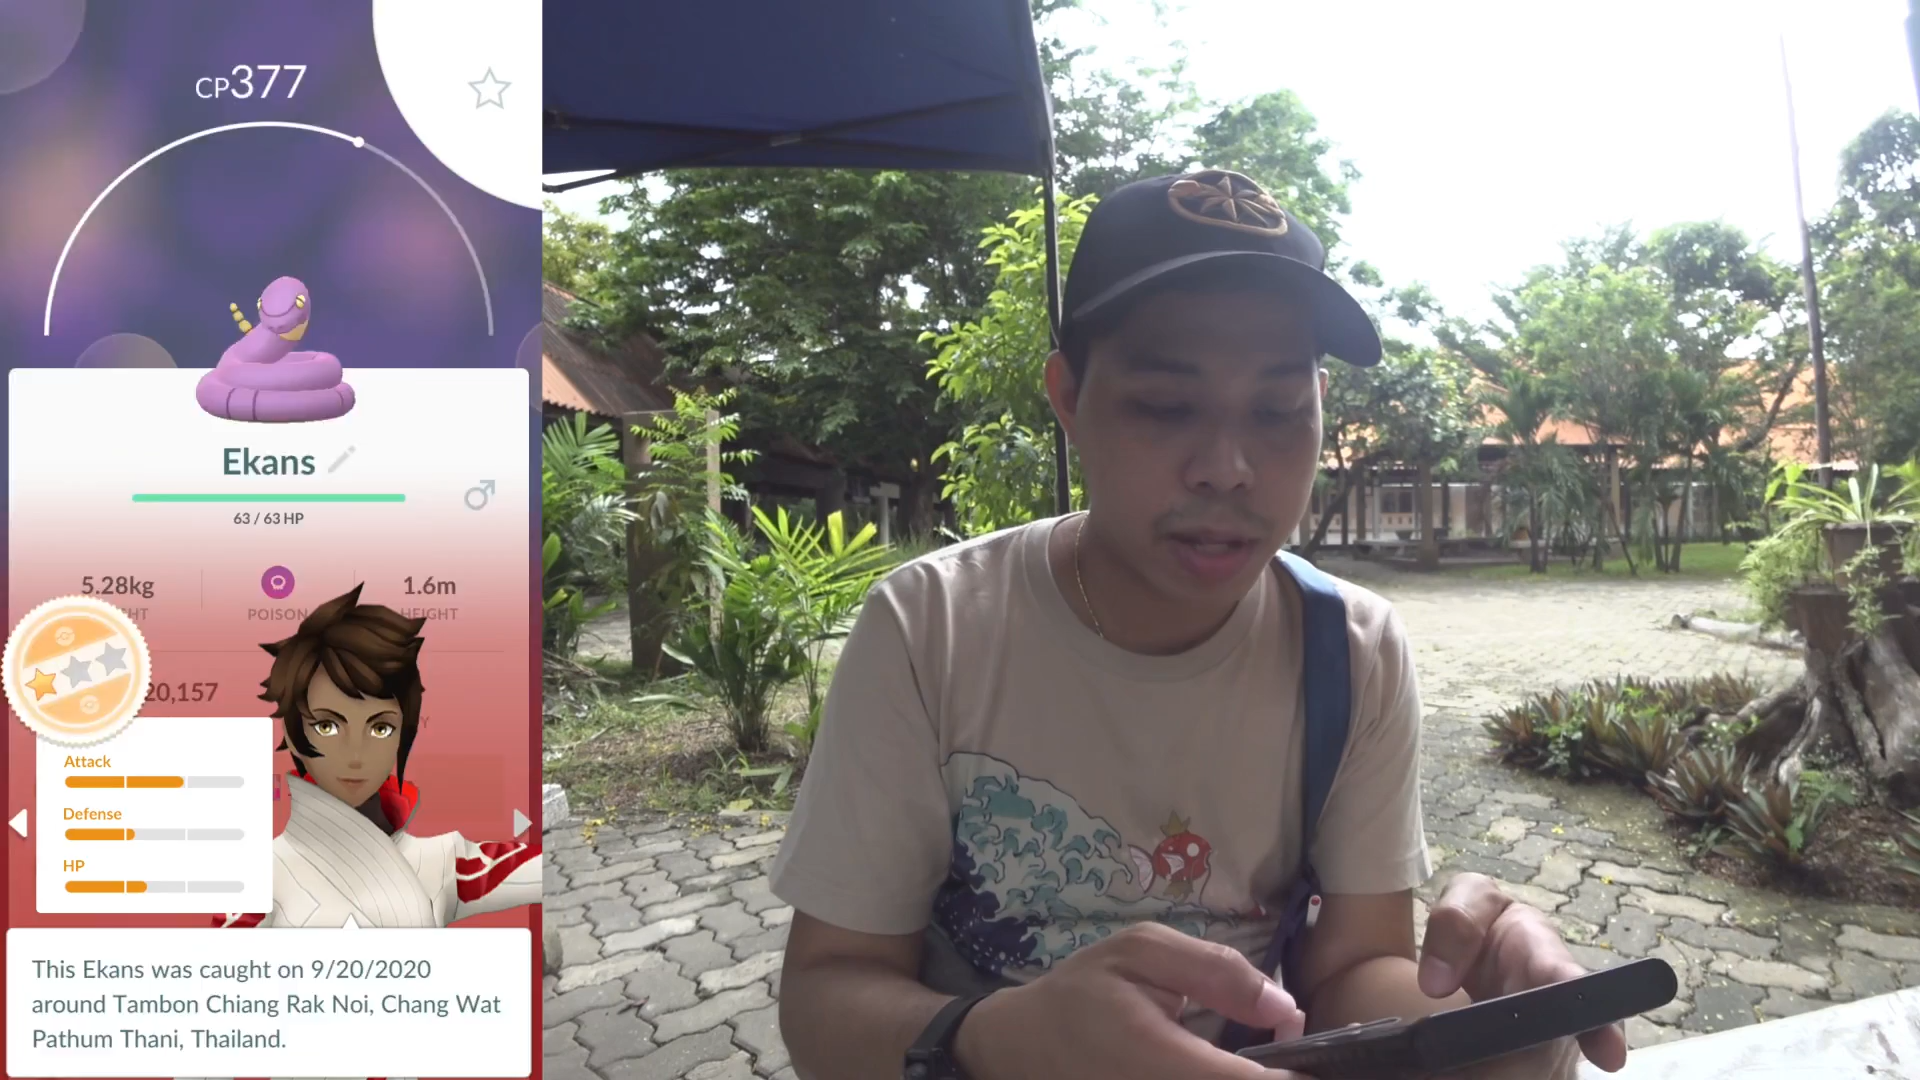 CP377
Ekans
63 / 63 HP
5.28kg
POISON
1.6m
HEIGHT
20,157
Attack
Defense
HP
This Ekans was caught on 9/20/2020
around Tambon Chiang Rak Noi, Chang Wat
Pathum Thani, Thailand.